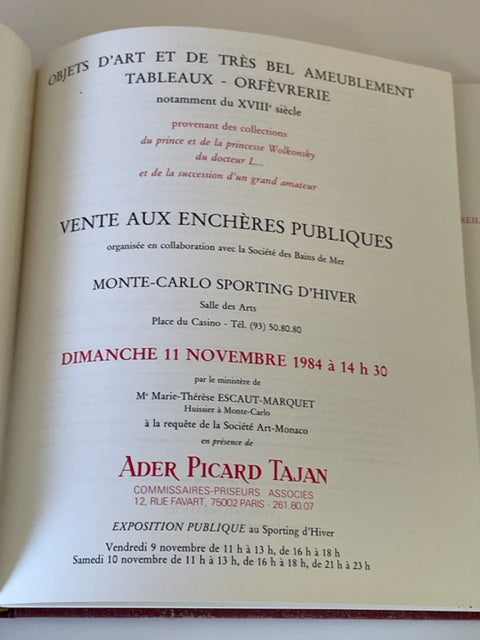 OBJETS D'ART ET DE TRÈS BEL AMEUBLEMENT
TABLEAUX - ORFÈVRERIE
notamment du XVIIIe siècle
provenant des collections
du prince et de la princesse Wolkonsky
du docteur L...
et de la succession d'un grand amateur
VENTE AUX ENCHÈRES PUBLIQUES
organisée en collaboration avec la Société des Bains de Mer
MONTE-CARLO SPORTING D'HIVER
Salle des Arts
Place du Casino - Tél. (93) 50.80.80
DIMANCHE 11 NOVEMBRE 1984 à 14 h 30
par le ministère de
Me Marie-Thérèse ESCAUT-MARQUET
Huissier à Monte-Carlo
à la requête de la Société Art-Monaco
en présence de
ADER PICARD TAJAN
COMMISSAIRES-PRISEURS ASSOCIÉS
12, RUE FAVART, 75002 PARIS - 261.80.07
EXPOSITION PUBLIQUE au Sporting d'Hiver
Vendredi 9 novembre de 11 h à 13 h, de 16 h à 18 h
Samedi 10 novembre de 11 h à 13 h, de 16 h à 18 h, de 21 h à 23 h